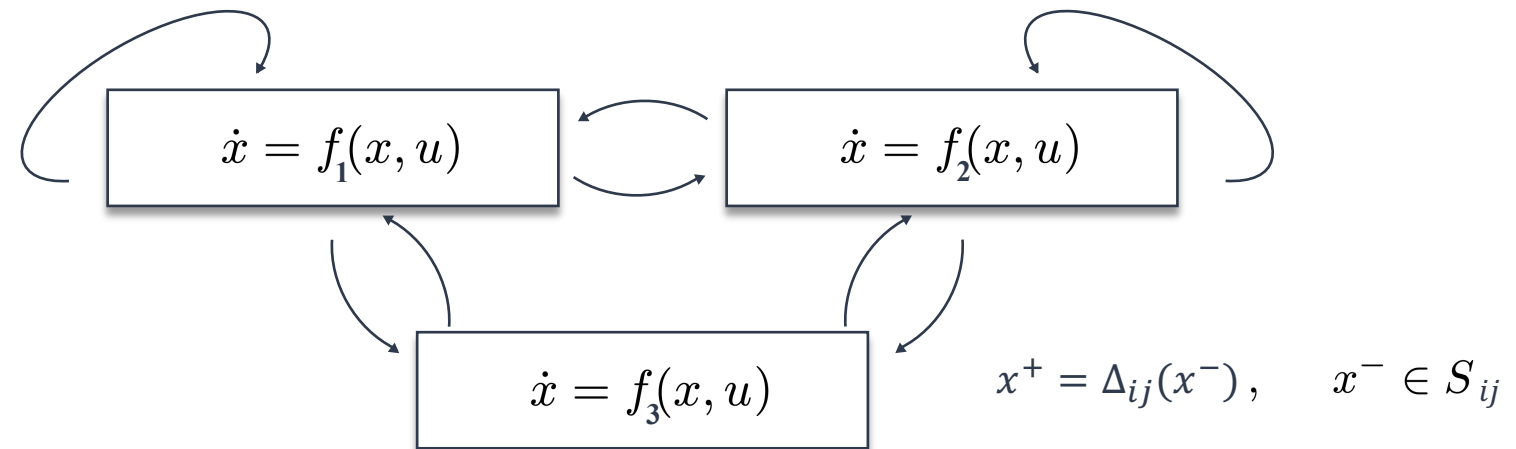 ẋ = f₁(x, u)
ẋ = f₂(x, u)
ẋ = f₃(x, u)
x⁺ = Δᵢⱼ(x⁻) , x⁻ ∈ Sᵢⱼ